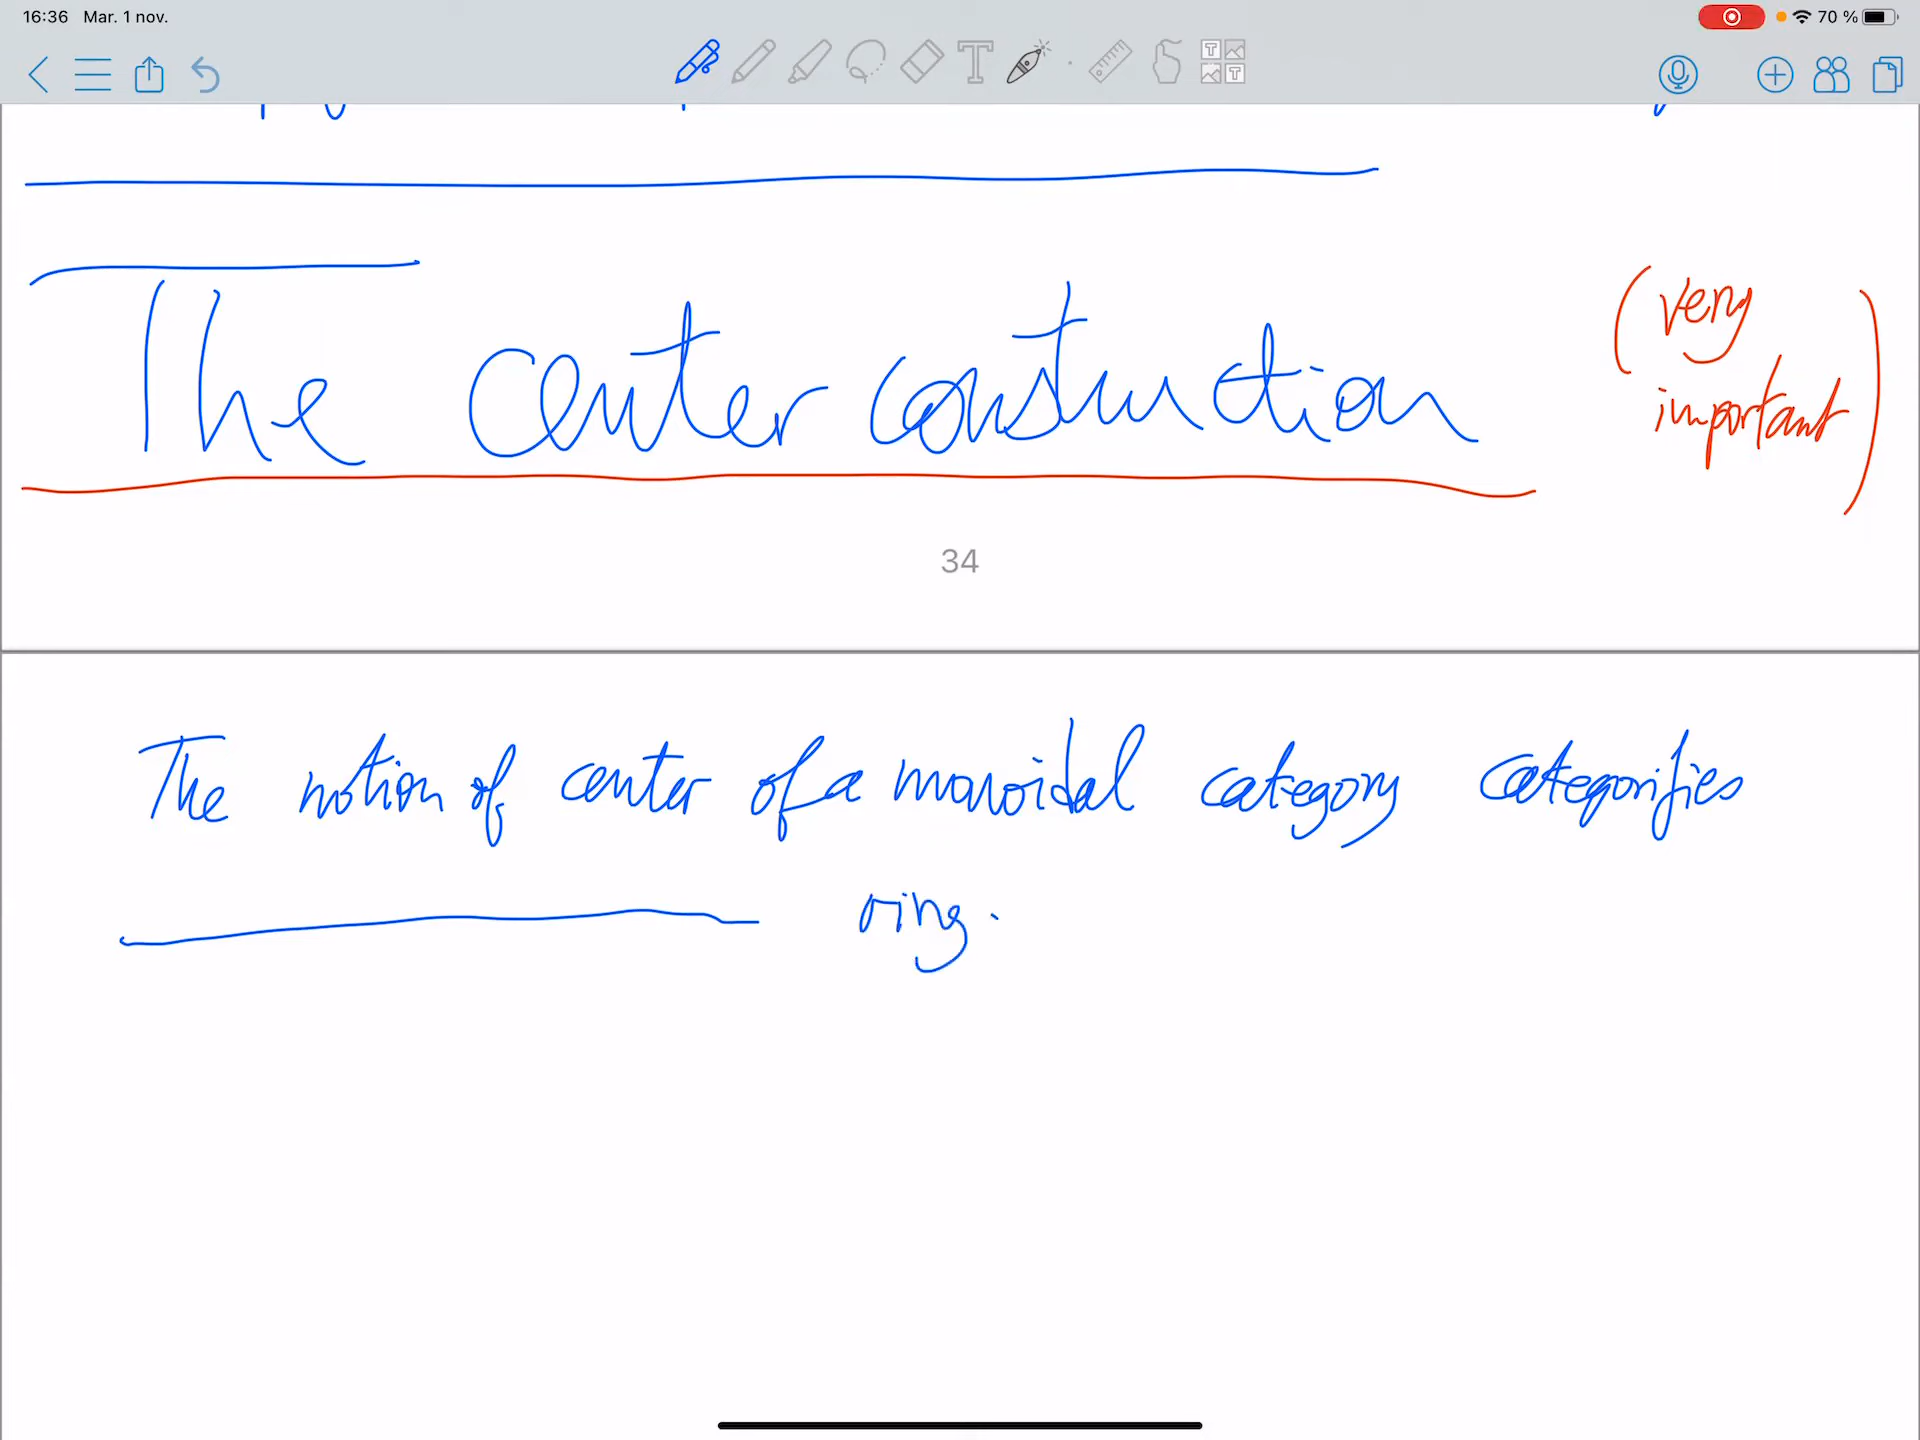 16:36 Mar. 1 nov. 70 %
The center construction
(very
important)
34
The notion of center of a monoidal category categorifies
ring.